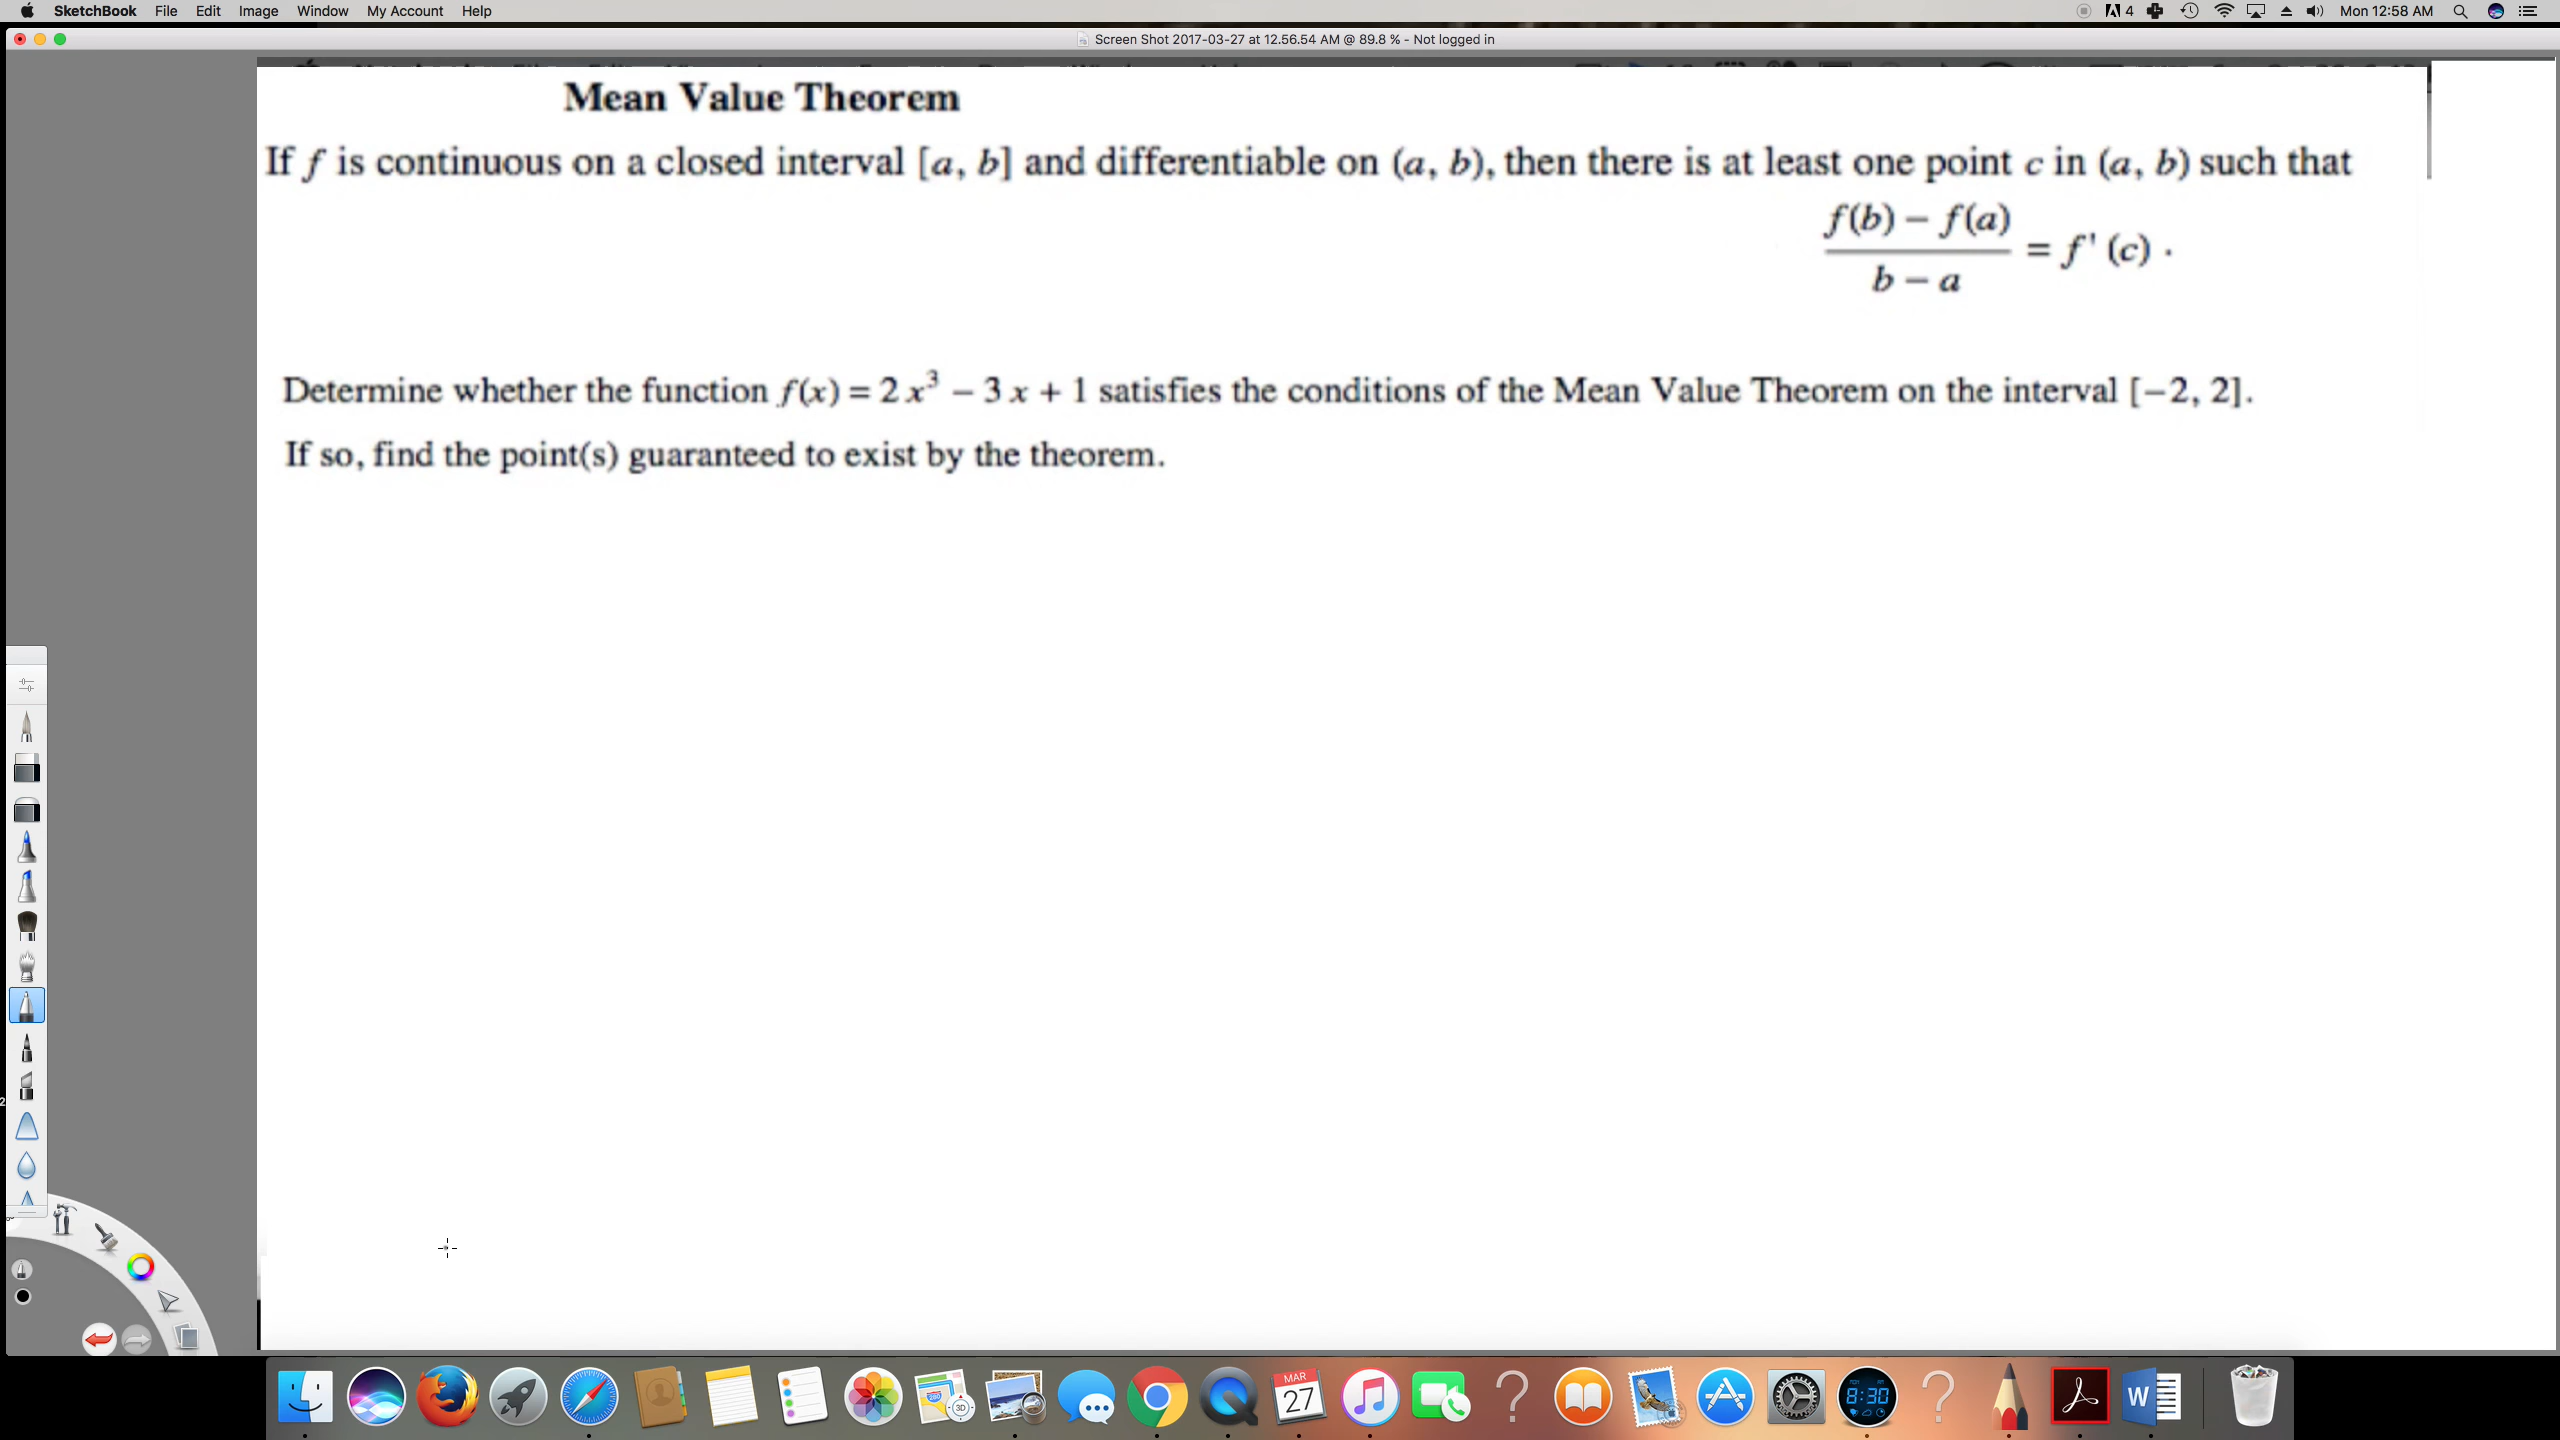 SketchBook File Edit Image Window My Account Help 4 Mon 12:58 AM
Screen Shot 2017-03-27 at 12.56.54 AM @ 89.8 % - Not logged in
Mean Value Theorem
If f is continuous on a closed interval [a, b] and differentiable on (a, b), then there is at least one point c in (a, b) such that
f(b) − f(a)
= f' (c) .
b − a
Determine whether the function f(x) = 2 x³ − 3 x + 1 satisfies the conditions of the Mean Value Theorem on the interval [−2, 2].
If so, find the point(s) guaranteed to exist by the theorem.
2
3D
MAR
27
8:30
W